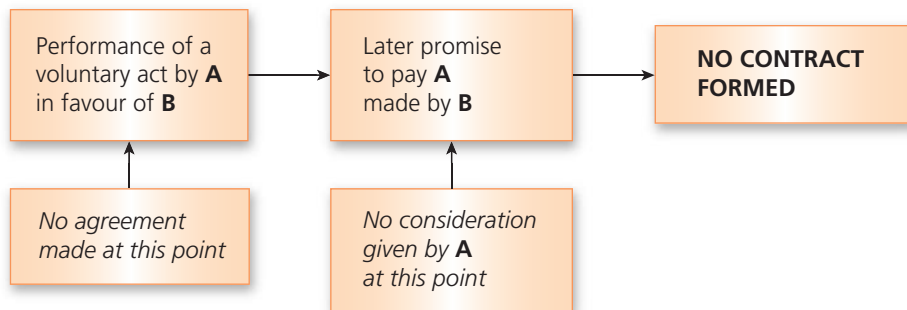 Performance of a
voluntary act by A
in favour of B
Later promise
to pay A
made by B
NO CONTRACT
FORMED
No agreement
made at this point
No consideration
given by A
at this point